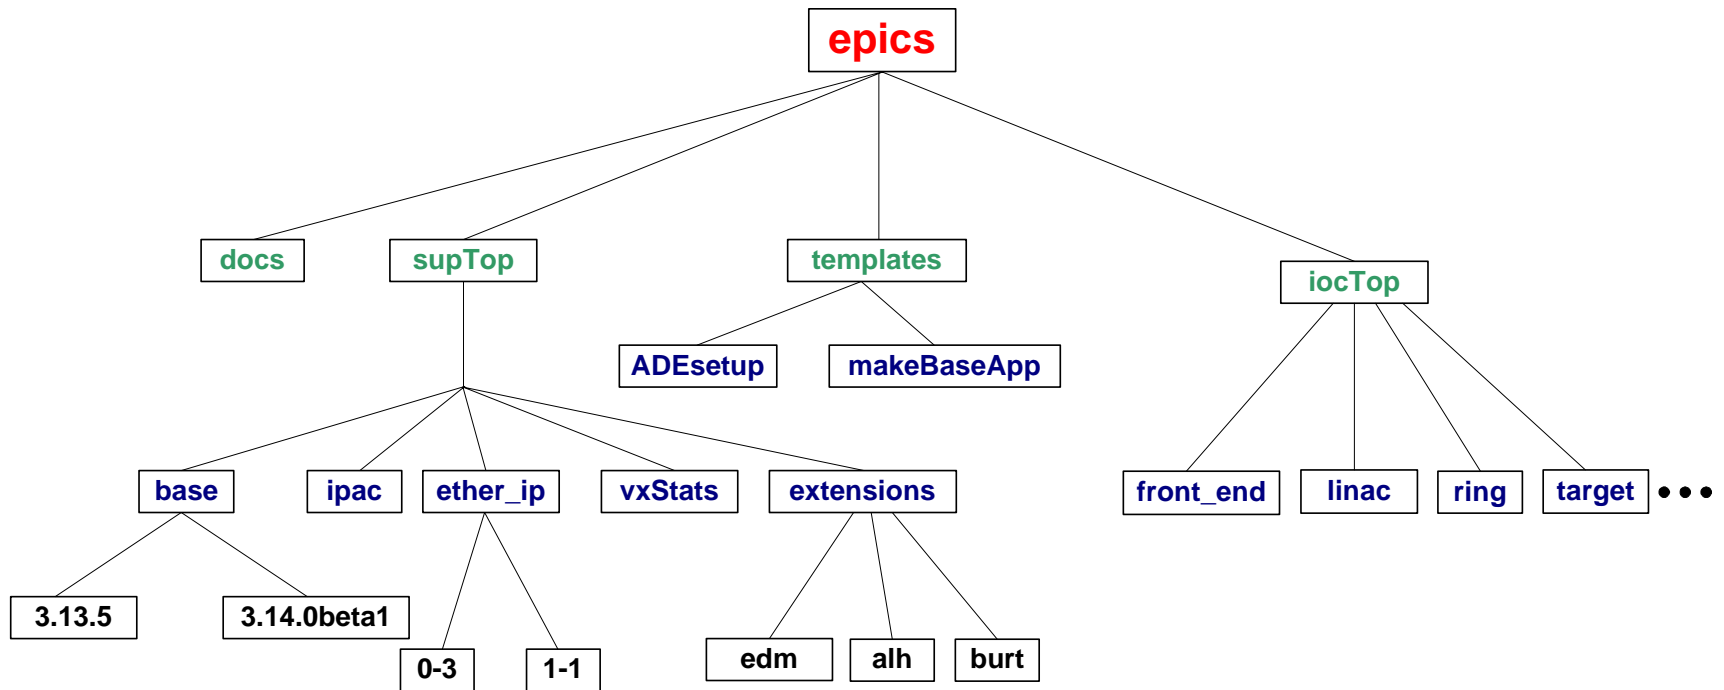 epics
docs
supTop
templates
iocTop
ADEsetup
makeBaseApp
base
ipac
ether_ip
vxStats
extensions
front_end
linac
ring
target
•••
3.13.5
3.14.0beta1
0-3
1-1
edm
alh
burt